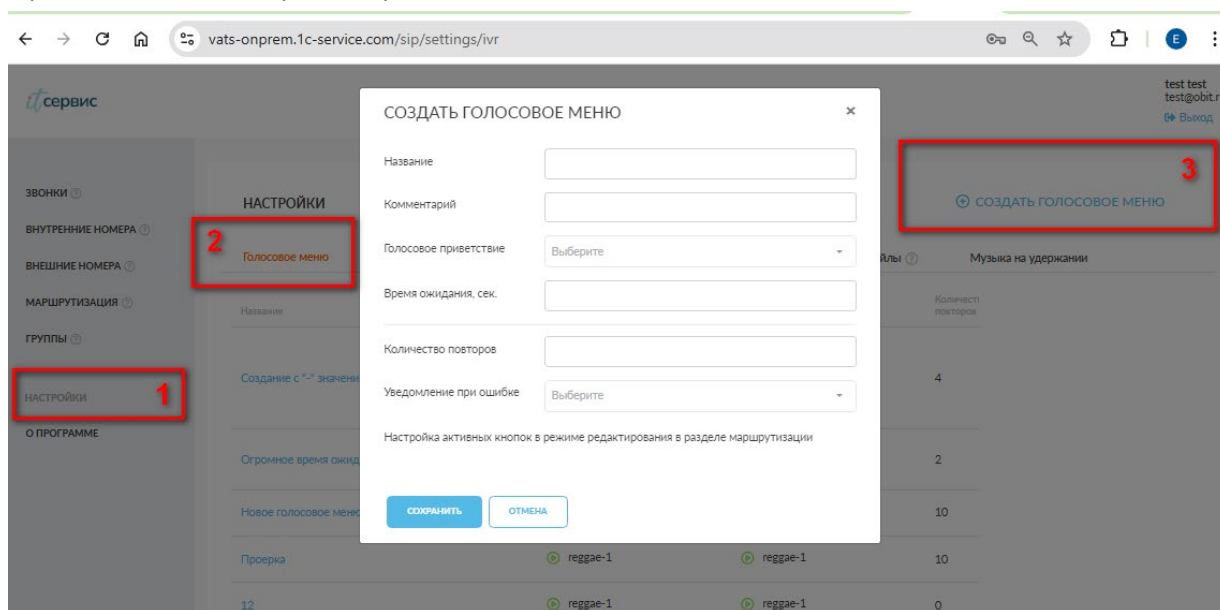 vats-onprem.1c-service.com/sip/settings/ivr
E
itсервис
test test
test@obit.r
Выход
СОЗДАТЬ ГОЛОСОВОЕ МЕНЮ ×
Название
Комментарий
Голосовое приветствие Выберите
Время ожидания, сек.
Количество повторов
Уведомление при ошибке Выберите
Настройка активных кнопок в режиме редактирования в разделе маршрутизации
СОХРАНИТЬ ОТМЕНА
ЗВОНКИ
ВНУТРЕННИЕ НОМЕРА
ВНЕШНИЕ НОМЕРА
МАРШРУТИЗАЦИЯ
ГРУППЫ
НАСТРОЙКИ 1
О ПРОГРАММЕ
НАСТРОЙКИ
3
СОЗДАТЬ ГОЛОСОВОЕ МЕНЮ
2
Голосовое меню
йлы
Музыка на удержании
Название
Количест
повторов
Создание с "-" значени 4
Огромное время ожид 2
Новое голосовое меню 10
Проерка reggae-1 reggae-1 10
12 reggae-1 reggae-1 0